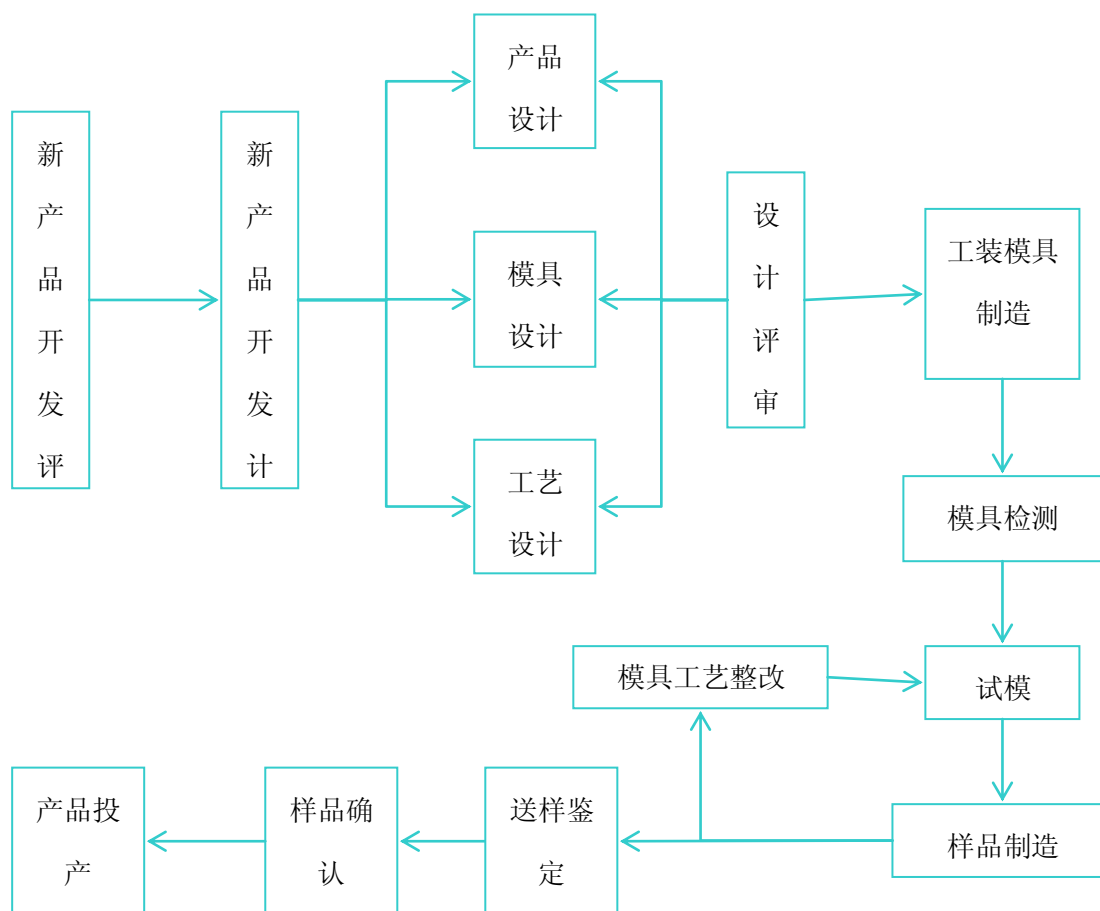 新产品开发评
新产品开发计
产品
设计
模具
设计
工艺
设计
设计评审
工装模具
制造
模具检测
试模
模具工艺整改
样品制造
送样鉴
定
样品确
认
产品投
产